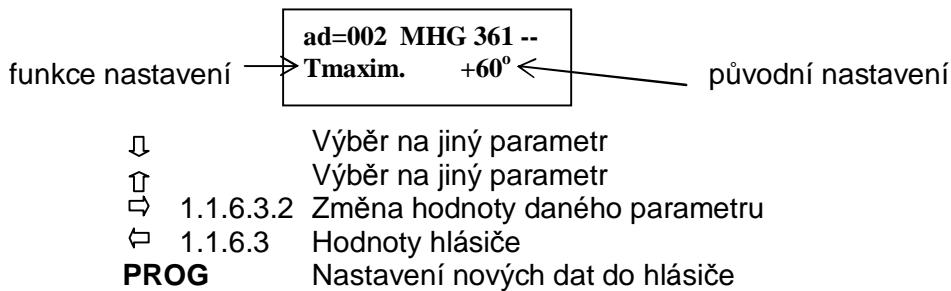 ad=002 MHG 361 --
funkce nastavení Tmaxim. +60° původní nastavení
⇩ Výběr na jiný parametr
⇧ Výběr na jiný parametr
⇨ 1.1.6.3.2 Změna hodnoty daného parametru
⇦ 1.1.6.3 Hodnoty hlásiče
PROG Nastavení nových dat do hlásiče